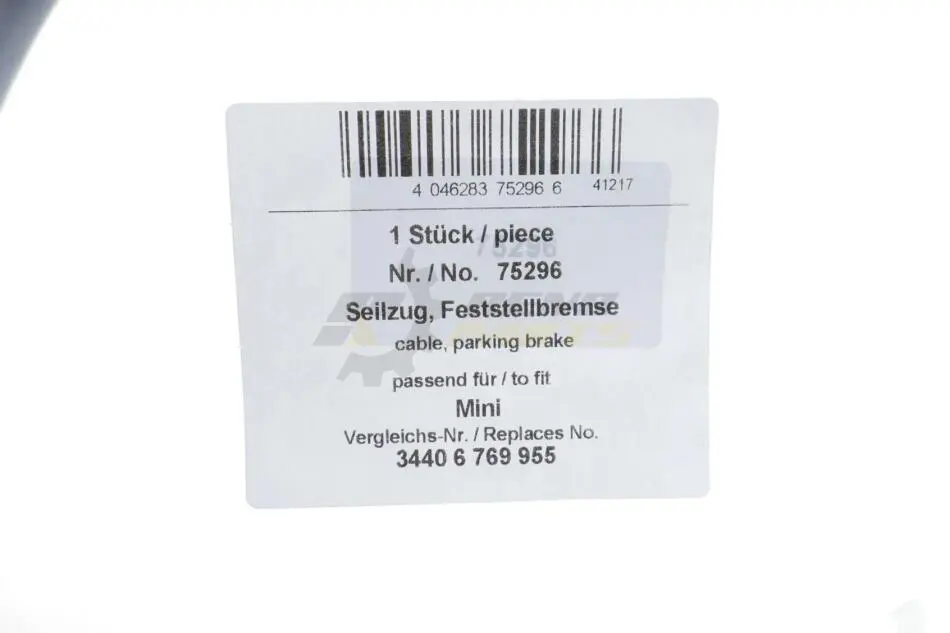 4 046283 75296 6 41217
1 Stück / piece
75296
Nr. / No. 75296
Seilzug, Feststellbremse
cable, parking brake
passend für / to fit
Mini
Vergleichs-Nr. / Replaces No.
3440 6 769 955